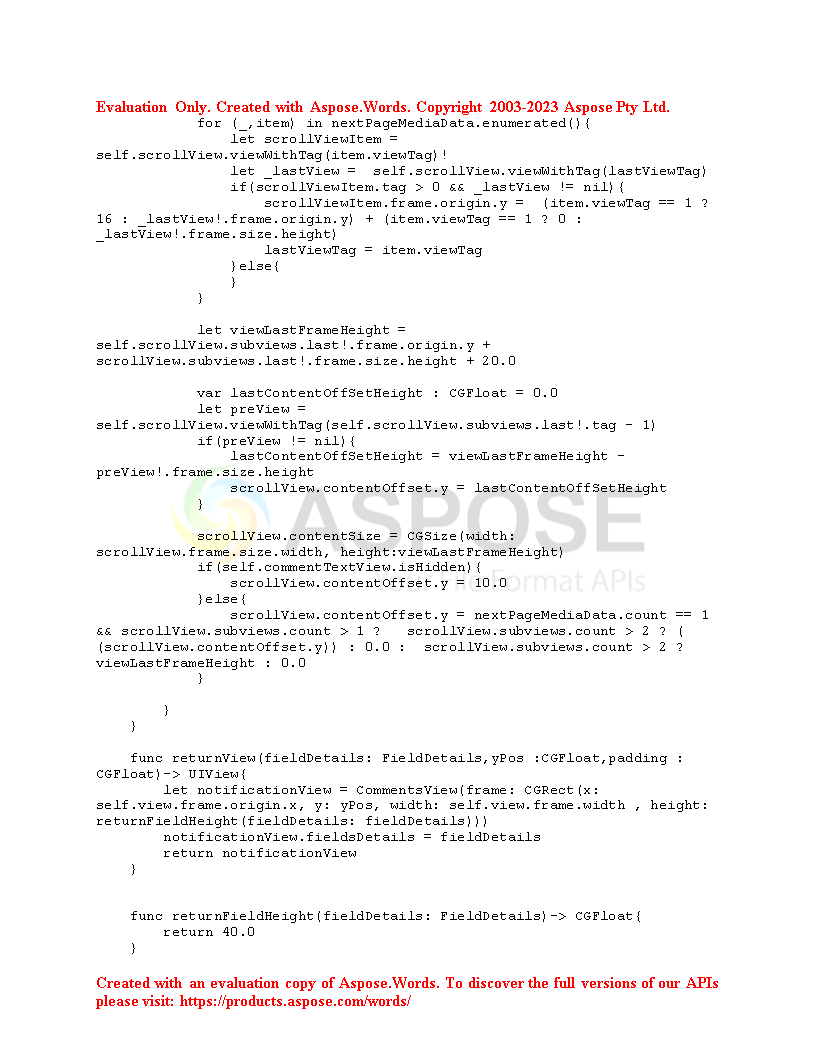 Evaluation Only. Created with Aspose.Words. Copyright 2003-2023 Aspose Pty Ltd.
for (_,item) in nextPageMediaData.enumerated(){
let scrollViewItem =
self.scrollView.viewWithTag(item.viewTag)!
let _lastView =  self.scrollView.viewWithTag(lastViewTag)
if(scrollViewItem.tag > 0 && _lastView != nil){
scrollViewItem.frame.origin.y =  (item.viewTag == 1 ?
16 : _lastView!.frame.origin.y) + (item.viewTag == 1 ? 0 :
_lastView!.frame.size.height)
lastViewTag = item.viewTag
}else{
}
}
let viewLastFrameHeight =
self.scrollView.subviews.last!.frame.origin.y +
scrollView.subviews.last!.frame.size.height + 20.0
var lastContentOffSetHeight : CGFloat = 0.0
let preView =
self.scrollView.viewWithTag(self.scrollView.subviews.last!.tag - 1)
if(preView != nil){
lastContentOffSetHeight = viewLastFrameHeight -
preView!.frame.size.height
scrollView.contentOffset.y = lastContentOffSetHeight
}
ASPOSE
scrollView.contentSize = CGSize(width:
scrollView.frame.size.width, height:viewLastFrameHeight)
if(self.commentTextView.isHidden){
Your File Format APIs
scrollView.contentOffset.y = 10.0
}else{
scrollView.contentOffset.y = nextPageMediaData.count == 1
&& scrollView.subviews.count > 1 ?   scrollView.subviews.count > 2 ? (
(scrollView.contentOffset.y)) : 0.0 :  scrollView.subviews.count > 2 ?
viewLastFrameHeight : 0.0
}
}
}
func returnView(fieldDetails: FieldDetails,yPos :CGFloat,padding :
CGFloat)-> UIView{
let notificationView = CommentsView(frame: CGRect(x:
self.view.frame.origin.x, y: yPos, width: self.view.frame.width , height:
returnFieldHeight(fieldDetails: fieldDetails)))
notificationView.fieldsDetails = fieldDetails
return notificationView
}
func returnFieldHeight(fieldDetails: FieldDetails)-> CGFloat{
return 40.0
}
Created with an evaluation copy of Aspose.Words. To discover the full versions of our APIs
please visit: https://products.aspose.com/words/